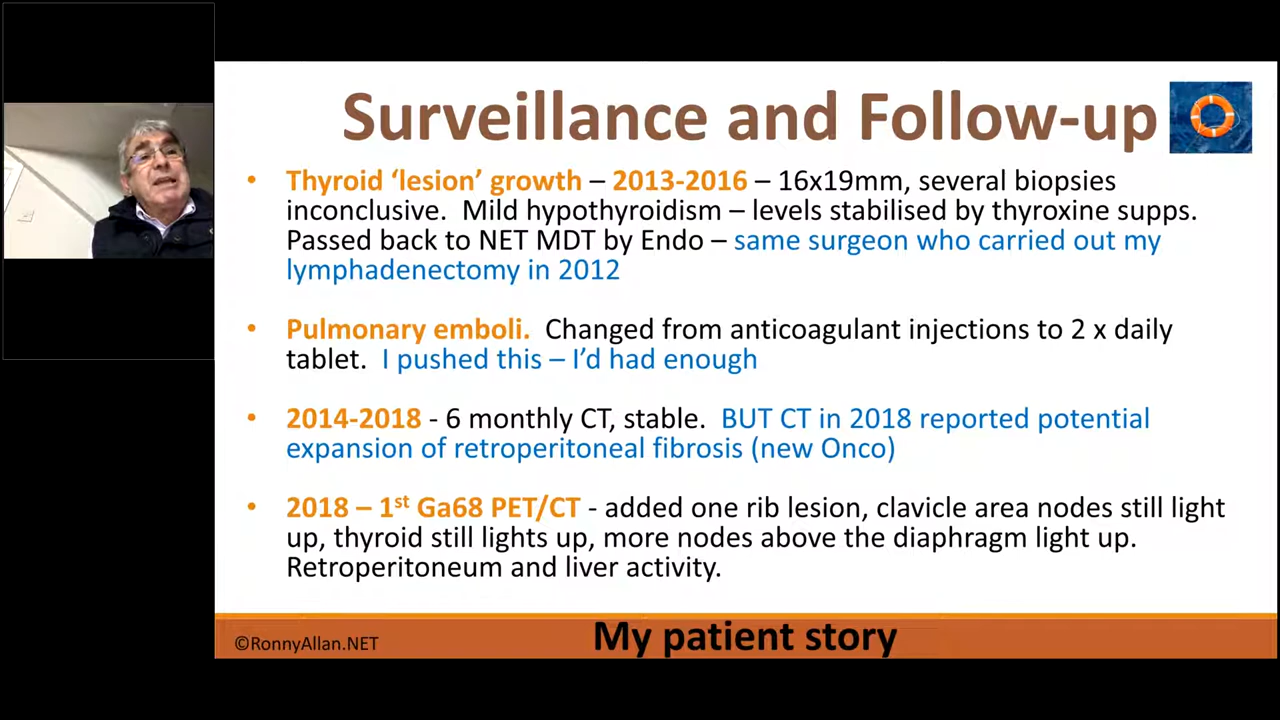 Surveillance and Follow-up
• Thyroid ‘lesion’ growth – 2013-2016 – 16x19mm, several biopsies
inconclusive.  Mild hypothyroidism – levels stabilised by thyroxine supps.
Passed back to NET MDT by Endo – same surgeon who carried out my
lymphadenectomy in 2012
• Pulmonary emboli.  Changed from anticoagulant injections to 2 x daily
tablet.  I pushed this – I’d had enough
• 2014-2018 - 6 monthly CT, stable.  BUT CT in 2018 reported potential
expansion of retroperitoneal fibrosis (new Onco)
• 2018 – 1st Ga68 PET/CT - added one rib lesion, clavicle area nodes still light
up, thyroid still lights up, more nodes above the diaphragm light up.
Retroperitoneum and liver activity.
©RonnyAllan.NET
My patient story